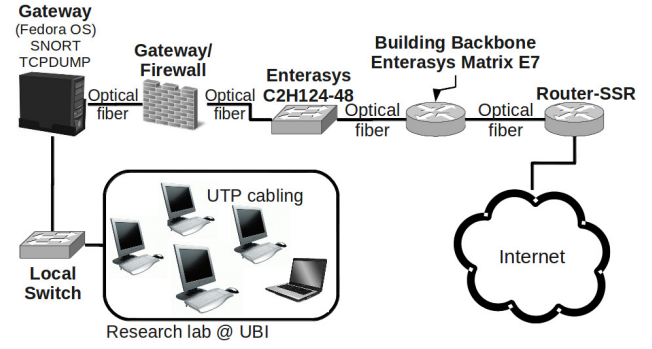 Gateway
(Fedora OS)
SNORT
TCPDUMP
Optical
fiber
Gateway/
Firewall
Optical
fiber
Enterasys
C2H124-48
Optical
fiber
Building Backbone
Enterasys Matrix E7
Optical
fiber
Router-SSR
Internet
UTP cabling
Local
Switch
Research lab @ UBI